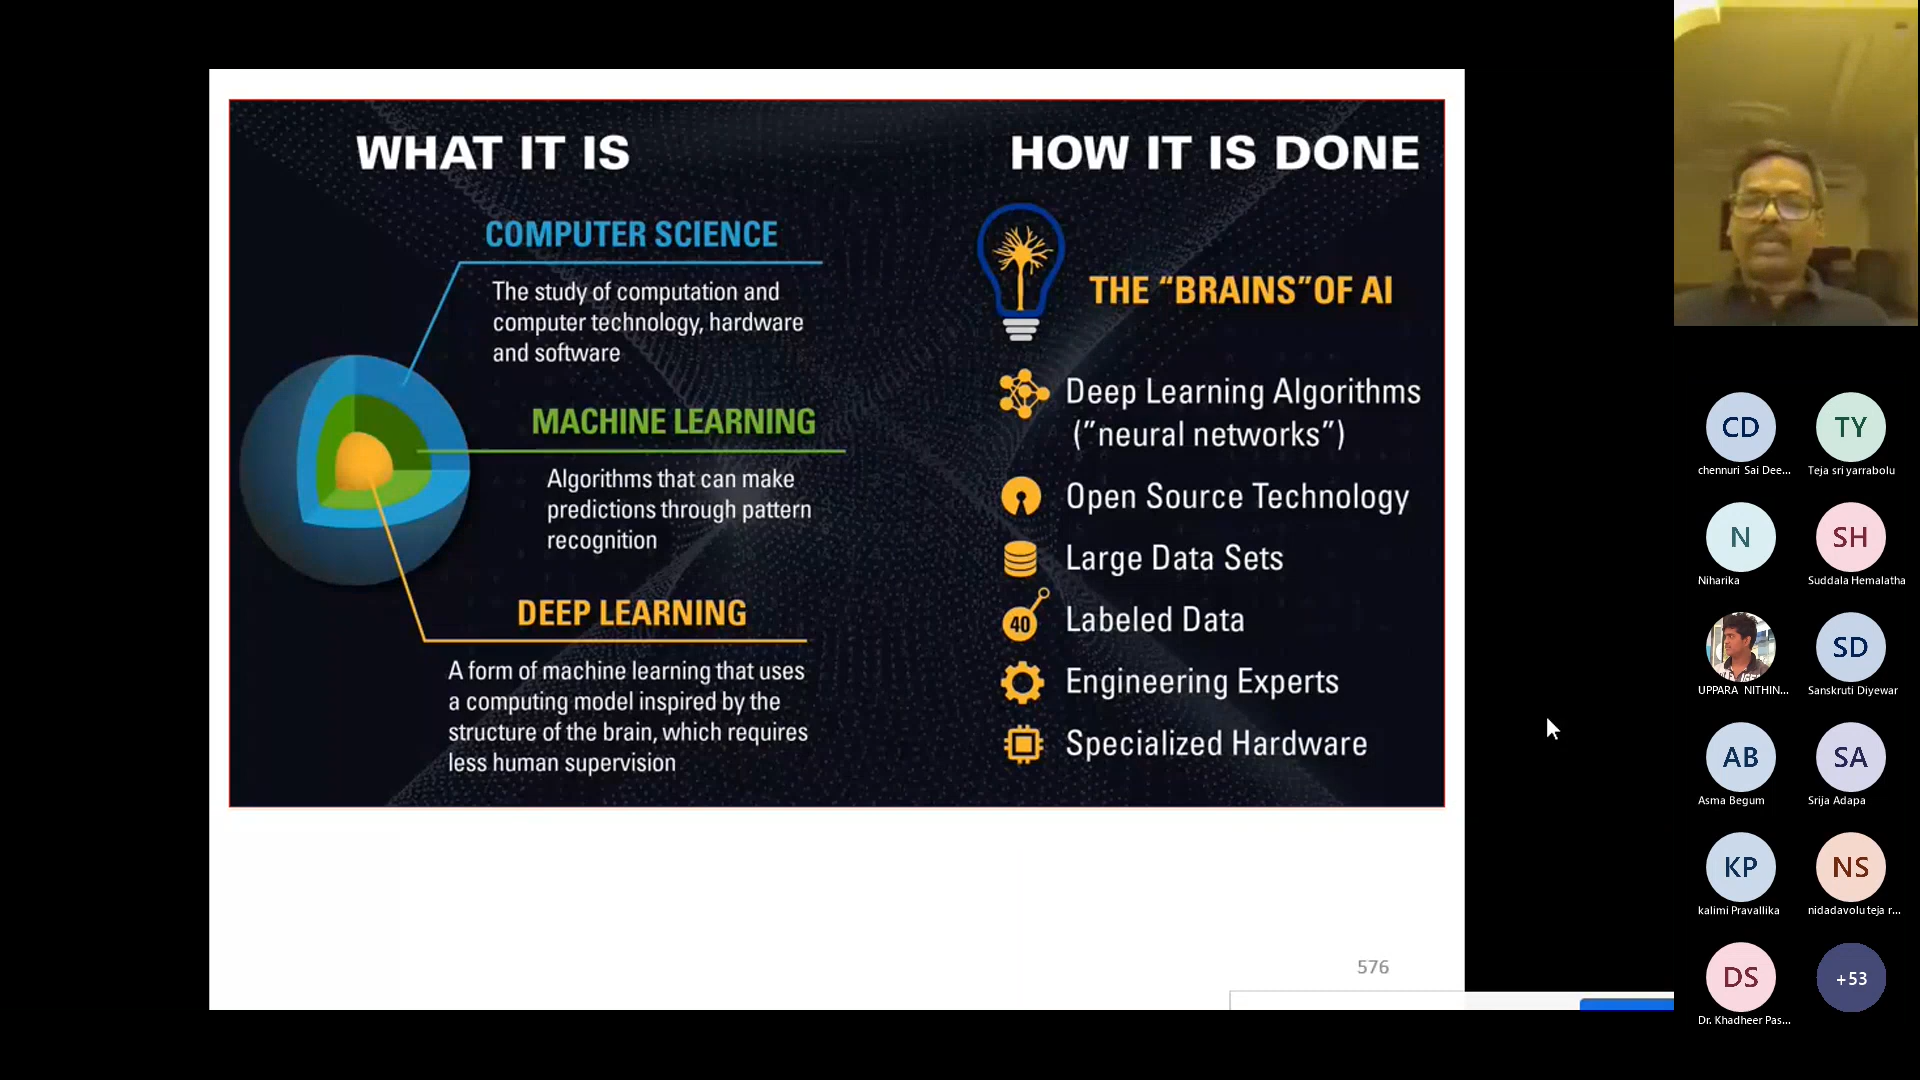 WHAT IT IS
COMPUTER SCIENCE
The study of computation and
computer technology, hardware
and software
MACHINE LEARNING
Algorithms that can make
predictions through pattern
recognition
DEEP LEARNING
A form of machine learning that uses
a computing model inspired by the
structure of the brain, which requires
less human supervision
HOW IT IS DONE
THE “BRAINS”OF AI
Deep Learning Algorithms
(”neural networks”)
Open Source Technology
Large Data Sets
40
Labeled Data
Engineering Experts
Specialized Hardware
576
CD
chennuri Sai Dee...
TY
Teja sri yarrabolu
N
Niharika
SH
Suddala Hemalatha
UPPARA NITHIN...
SD
Sanskruti Diyewar
AB
Asma Begum
SA
Srija Adapa
KP
kalimi Pravallika
NS
nidadavolu teja r...
DS
Dr. Khadheer Pas...
+53